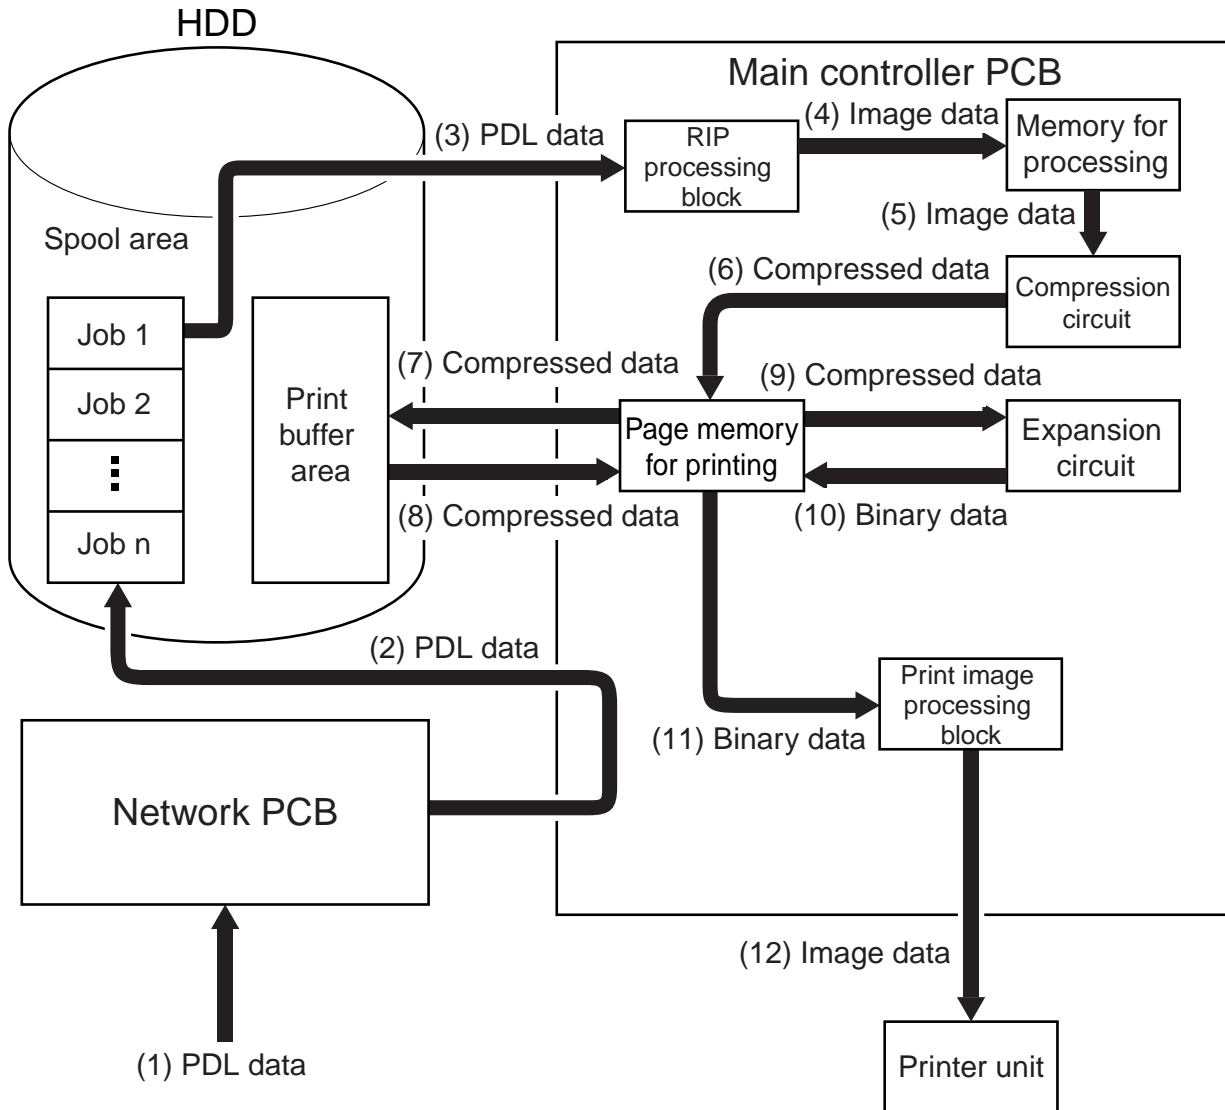 HDD
Main controller PCB
(3) PDL data
RIP
processing
block
(4) Image data
Memory for
processing
(5) Image data
Spool area
(6) Compressed data
Compression
circuit
Job 1
Job 2
Job n
Print
buffer
area
(7) Compressed data
(8) Compressed data
Page memory
for printing
(9) Compressed data
Expansion
circuit
(10) Binary data
(2) PDL data
Network PCB
(11) Binary data
Print image
processing
block
(12) Image data
(1) PDL data
Printer unit